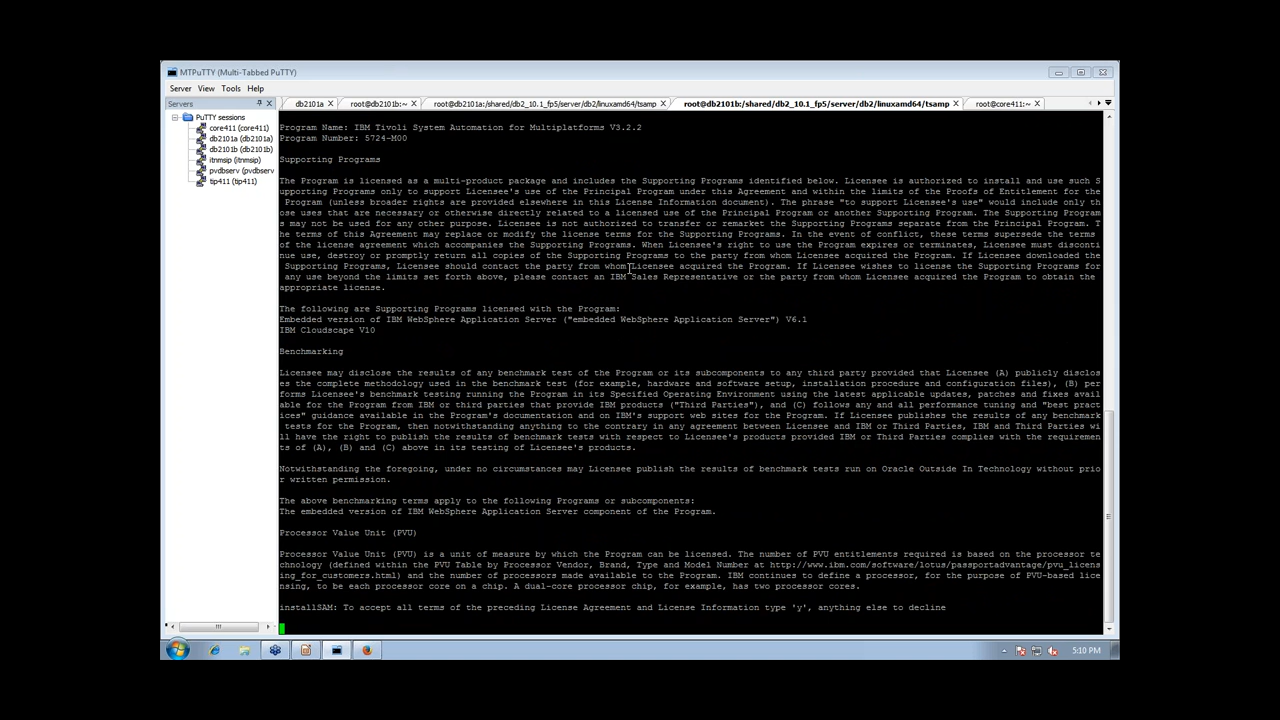 MTPuTTY (Multi-Tabbed PuTTY)
Server View Tools Help
Servers
db2101a
root@db2101b:~
root@db2101a:/shared/db2_10.1_fp5/server/db2/linuxamd64/tsamp
root@db2101b:/shared/db2_10.1_fp5/server/db2/linuxamd64/tsamp
root@core411:~
PuTTY sessions
core411 (core411)
db2101a (db2101a)
db2101b (db2101b)
itnmsip (itnmsip)
pvdbserv (pvdbserv
tip411 (tip411)
Program Name: IBM Tivoli System Automation for Multiplatforms V3.2.2
Program Number: 5724-M00
Supporting Programs
The Program is licensed as a multi-product package and includes the Supporting Programs identified below. Licensee is authorized to install and use such S
upporting Programs only to support Licensee's use of the Principal Program under this Agreement and within the limits of the Proofs of Entitlement for the
Program (unless broader rights are provided elsewhere in this License Information document). The phrase "to support Licensee's use" would include only th
ose uses that are necessary or otherwise directly related to a licensed use of the Principal Program or another Supporting Program. The Supporting Program
s may not be used for any other purpose. Licensee is not authorized to transfer or remarket the Supporting Programs separate from the Principal Program. T
he terms of this Agreement may replace or modify the license terms for the Supporting Programs. In the event of conflict, these terms supersede the terms
of the license agreement which accompanies the Supporting Programs. When Licensee's right to use the Program expires or terminates, Licensee must disconti
nue use, destroy or promptly return all copies of the Supporting Programs to the party from whom Licensee acquired the Program. If Licensee downloaded the
Supporting Programs, Licensee should contact the party from whom Licensee acquired the Program. If Licensee wishes to license the Supporting Programs for
any use beyond the limits set forth above, please contact an IBM Sales Representative or the party from whom Licensee acquired the Program to obtain the
appropriate license.
The following are Supporting Programs licensed with the Program:
Embedded version of IBM WebSphere Application Server ("embedded WebSphere Application Server") V6.1
IBM Cloudscape V10
Benchmarking
Licensee may disclose the results of any benchmark test of the Program or its subcomponents to any third party provided that Licensee (A) publicly disclos
es the complete methodology used in the benchmark test (for example, hardware and software setup, installation procedure and configuration files), (B) per
forms Licensee's benchmark testing running the Program in its Specified Operating Environment using the latest applicable updates, patches and fixes avail
able for the Program from IBM or third parties that provide IBM products ("Third Parties"), and (C) follows any and all performance tuning and "best pract
ices" guidance available in the Program's documentation and on IBM's support web sites for the Program. If Licensee publishes the results of any benchmark
tests for the Program, then notwithstanding anything to the contrary in any agreement between Licensee and IBM or Third Parties, IBM and Third Parties wi
ll have the right to publish the results of benchmark tests with respect to Licensee's products provided IBM or Third Parties complies with the requiremen
ts of (A), (B) and (C) above in its testing of Licensee's products.
Notwithstanding the foregoing, under no circumstances may Licensee publish the results of benchmark tests run on Oracle Outside In Technology without prio
r written permission.
The above benchmarking terms apply to the following Programs or subcomponents:
The embedded version of IBM WebSphere Application Server component of the Program.
Processor Value Unit (PVU)
Processor Value Unit (PVU) is a unit of measure by which the Program can be licensed. The number of PVU entitlements required is based on the processor te
chnology (defined within the PVU Table by Processor Vendor, Brand, Type and Model Number at http://www.ibm.com/software/lotus/passportadvantage/pvu_licens
ing_for_customers.html) and the number of processors made available to the Program. IBM continues to define a processor, for the purpose of PVU-based lice
nsing, to be each processor core on a chip. A dual-core processor chip, for example, has two processor cores.
installSAM: To accept all terms of the preceding License Agreement and License Information type 'y', anything else to decline
5:10 PM